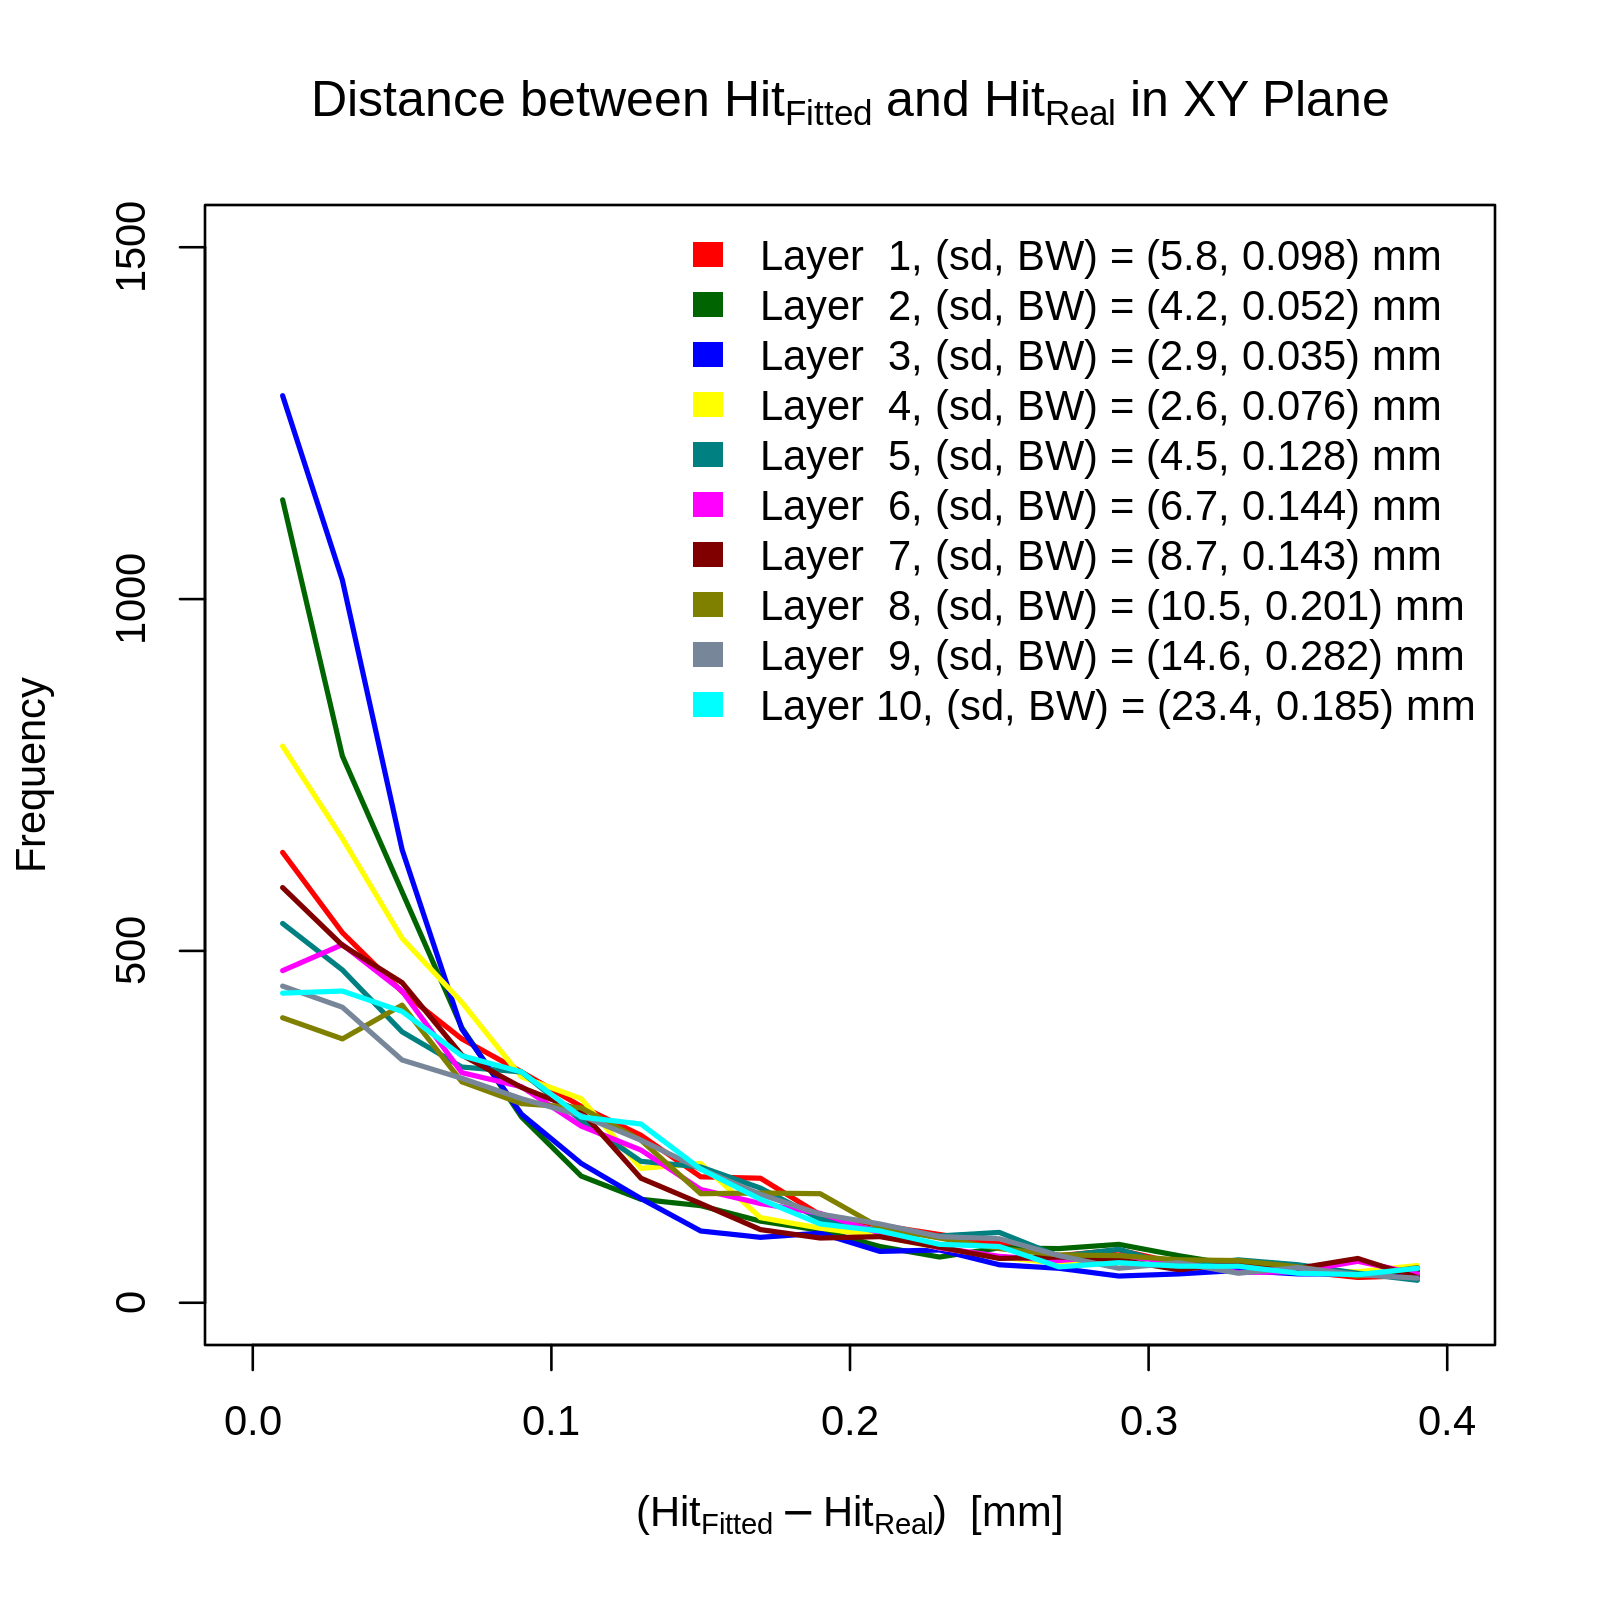 Distance between HitFitted and HitReal in XY Plane
1500
1000
500
0
Frequency
Layer 1, (sd, BW) = (5.8, 0.098) mm
Layer 2, (sd, BW) = (4.2, 0.052) mm
Layer 3, (sd, BW) = (2.9, 0.035) mm
Layer 4, (sd, BW) = (2.6, 0.076) mm
Layer 5, (sd, BW) = (4.5, 0.128) mm
Layer 6, (sd, BW) = (6.7, 0.144) mm
Layer 7, (sd, BW) = (8.7, 0.143) mm
Layer 8, (sd, BW) = (10.5, 0.201) mm
Layer 9, (sd, BW) = (14.6, 0.282) mm
Layer 10, (sd, BW) = (23.4, 0.185) mm
0.0 0.1 0.2 0.3 0.4
(HitFitted − HitReal) [mm]